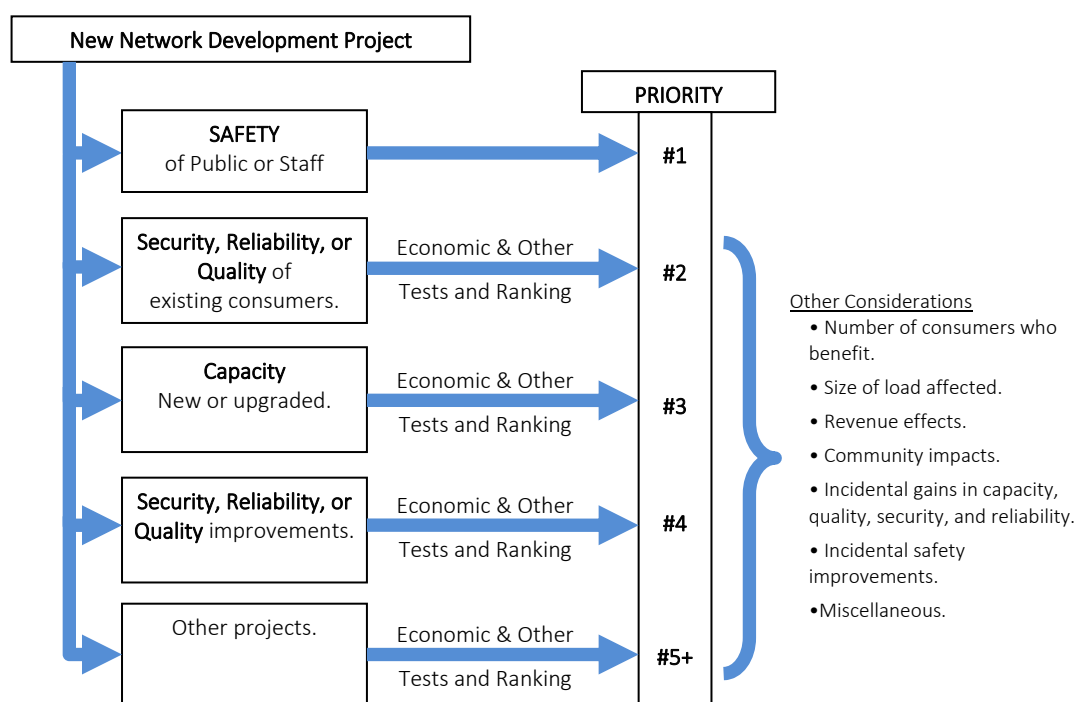 New Network Development Project
PRIORITY
SAFETY
of Public or Staff
#1
Security, Reliability, or
Quality of
existing consumers.
Economic & Other
Tests and Ranking
#2
Capacity
New or upgraded.
Economic & Other
Tests and Ranking
#3
Security, Reliability, or
Quality improvements.
Economic & Other
Tests and Ranking
#4
Other projects.
Economic & Other
Tests and Ranking
#5+
Other Considerations
• Number of consumers who
benefit.
• Size of load affected.
• Revenue effects.
• Community impacts.
• Incidental gains in capacity,
quality, security, and reliability.
• Incidental safety
improvements.
•Miscellaneous.